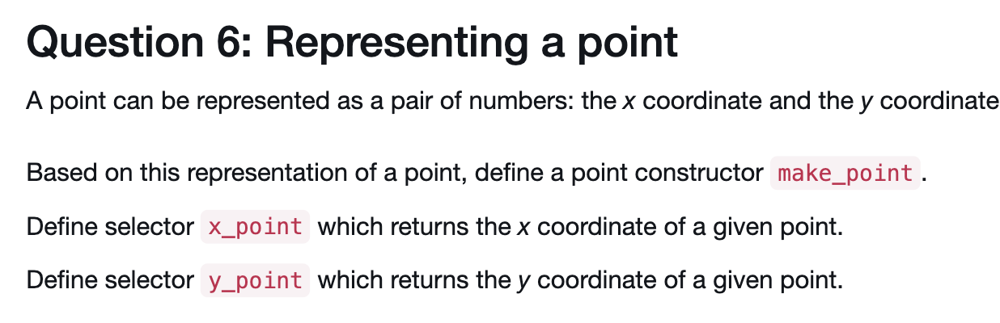 Question 6: Representing a point
A point can be represented as a pair of numbers: the x coordinate and the y coordinate
Based on this representation of a point, define a point constructor make_point.
Define selector x_point which returns the x coordinate of a given point.
Define selector y_point which returns the y coordinate of a given point.